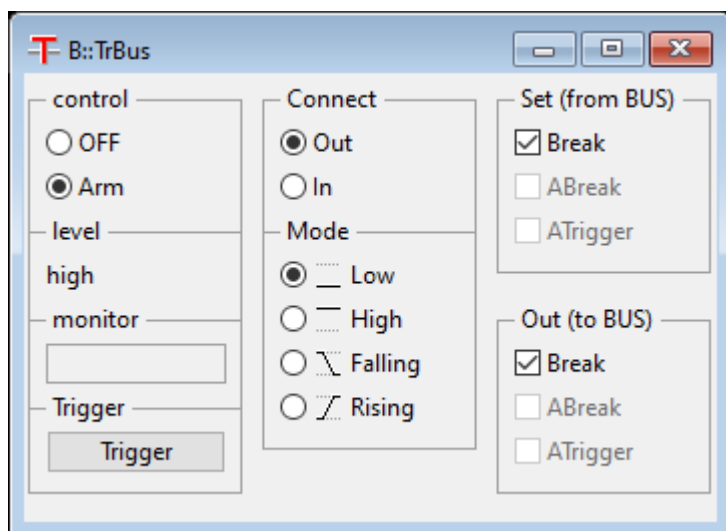 B::TrBus
control
OFF
Arm
level
high
monitor
Trigger
Trigger
Connect
Out
In
Mode
Low
High
Falling
Rising
Set (from BUS)
Break
ABreak
ATrigger
Out (to BUS)
Break
ABreak
ATrigger